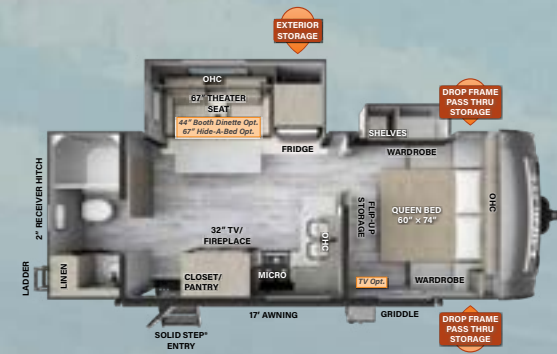 EXTERIOR
STORAGE
OHC
67" THEATER
SEAT
44" Booth Dinette Opt.
67" Hide-A-Bed Opt.
FRIDGE
DROP FRAME
PASS THRU
STORAGE
SHELVES
WARDROBE
2" RECEIVER HITCH
QUEEN BED
60" × 74"
OHC
FLIP-UP
STORAGE
32" TV/
FIREPLACE
OHC
LADDER
LINEN
CLOSET/
PANTRY
MICRO
TV Opt.
WARDROBE
17' AWNING
GRIDDLE
SOLID STEP®
ENTRY
DROP FRAME
PASS THRU
STORAGE